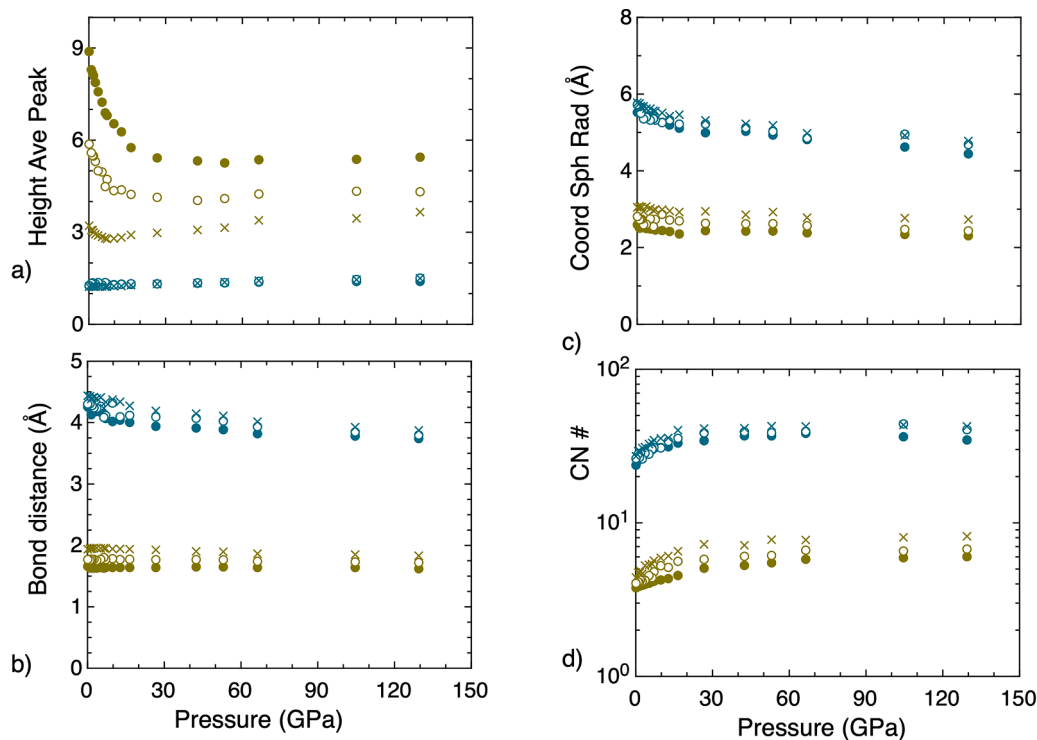 9
6
3
0
Height Ave Peak
a)
5
4
3
2
1
0
Bond distance (Å)
b)
0 30 60 90 120 150
Pressure (GPa)
8
6
4
2
0
Coord Sph Rad (Å)
c)
10²
10¹
10⁰
CN #
d)
0 30 60 90 120 150
Pressure (GPa)